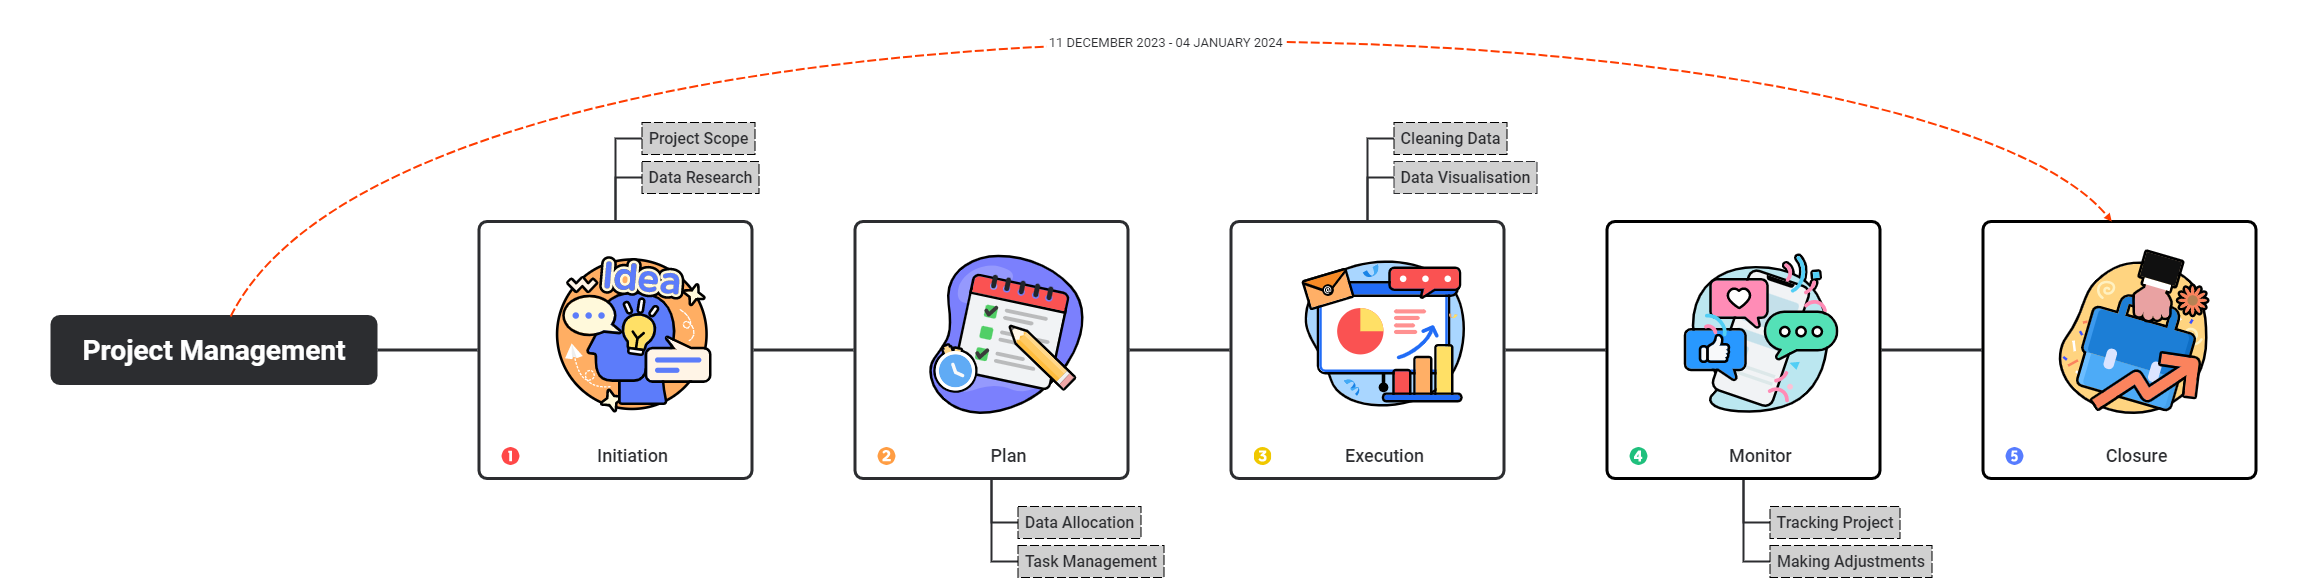 11 DECEMBER 2023 - 04 JANUARY 2024
Project Management
Project Scope
Data Research
Idea
1 Initiation
2 Plan
Data Allocation
Task Management
Cleaning Data
Data Visualisation
@
3 Execution
4 Monitor
Tracking Project
Making Adjustments
5 Closure